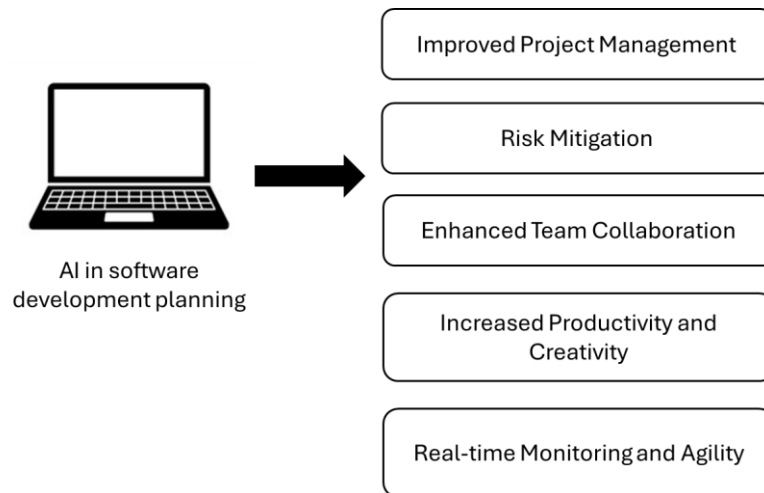 Improved Project Management
Risk Mitigation
Enhanced Team Collaboration
AI in software
development planning
Increased Productivity and
Creativity
Real-time Monitoring and Agility